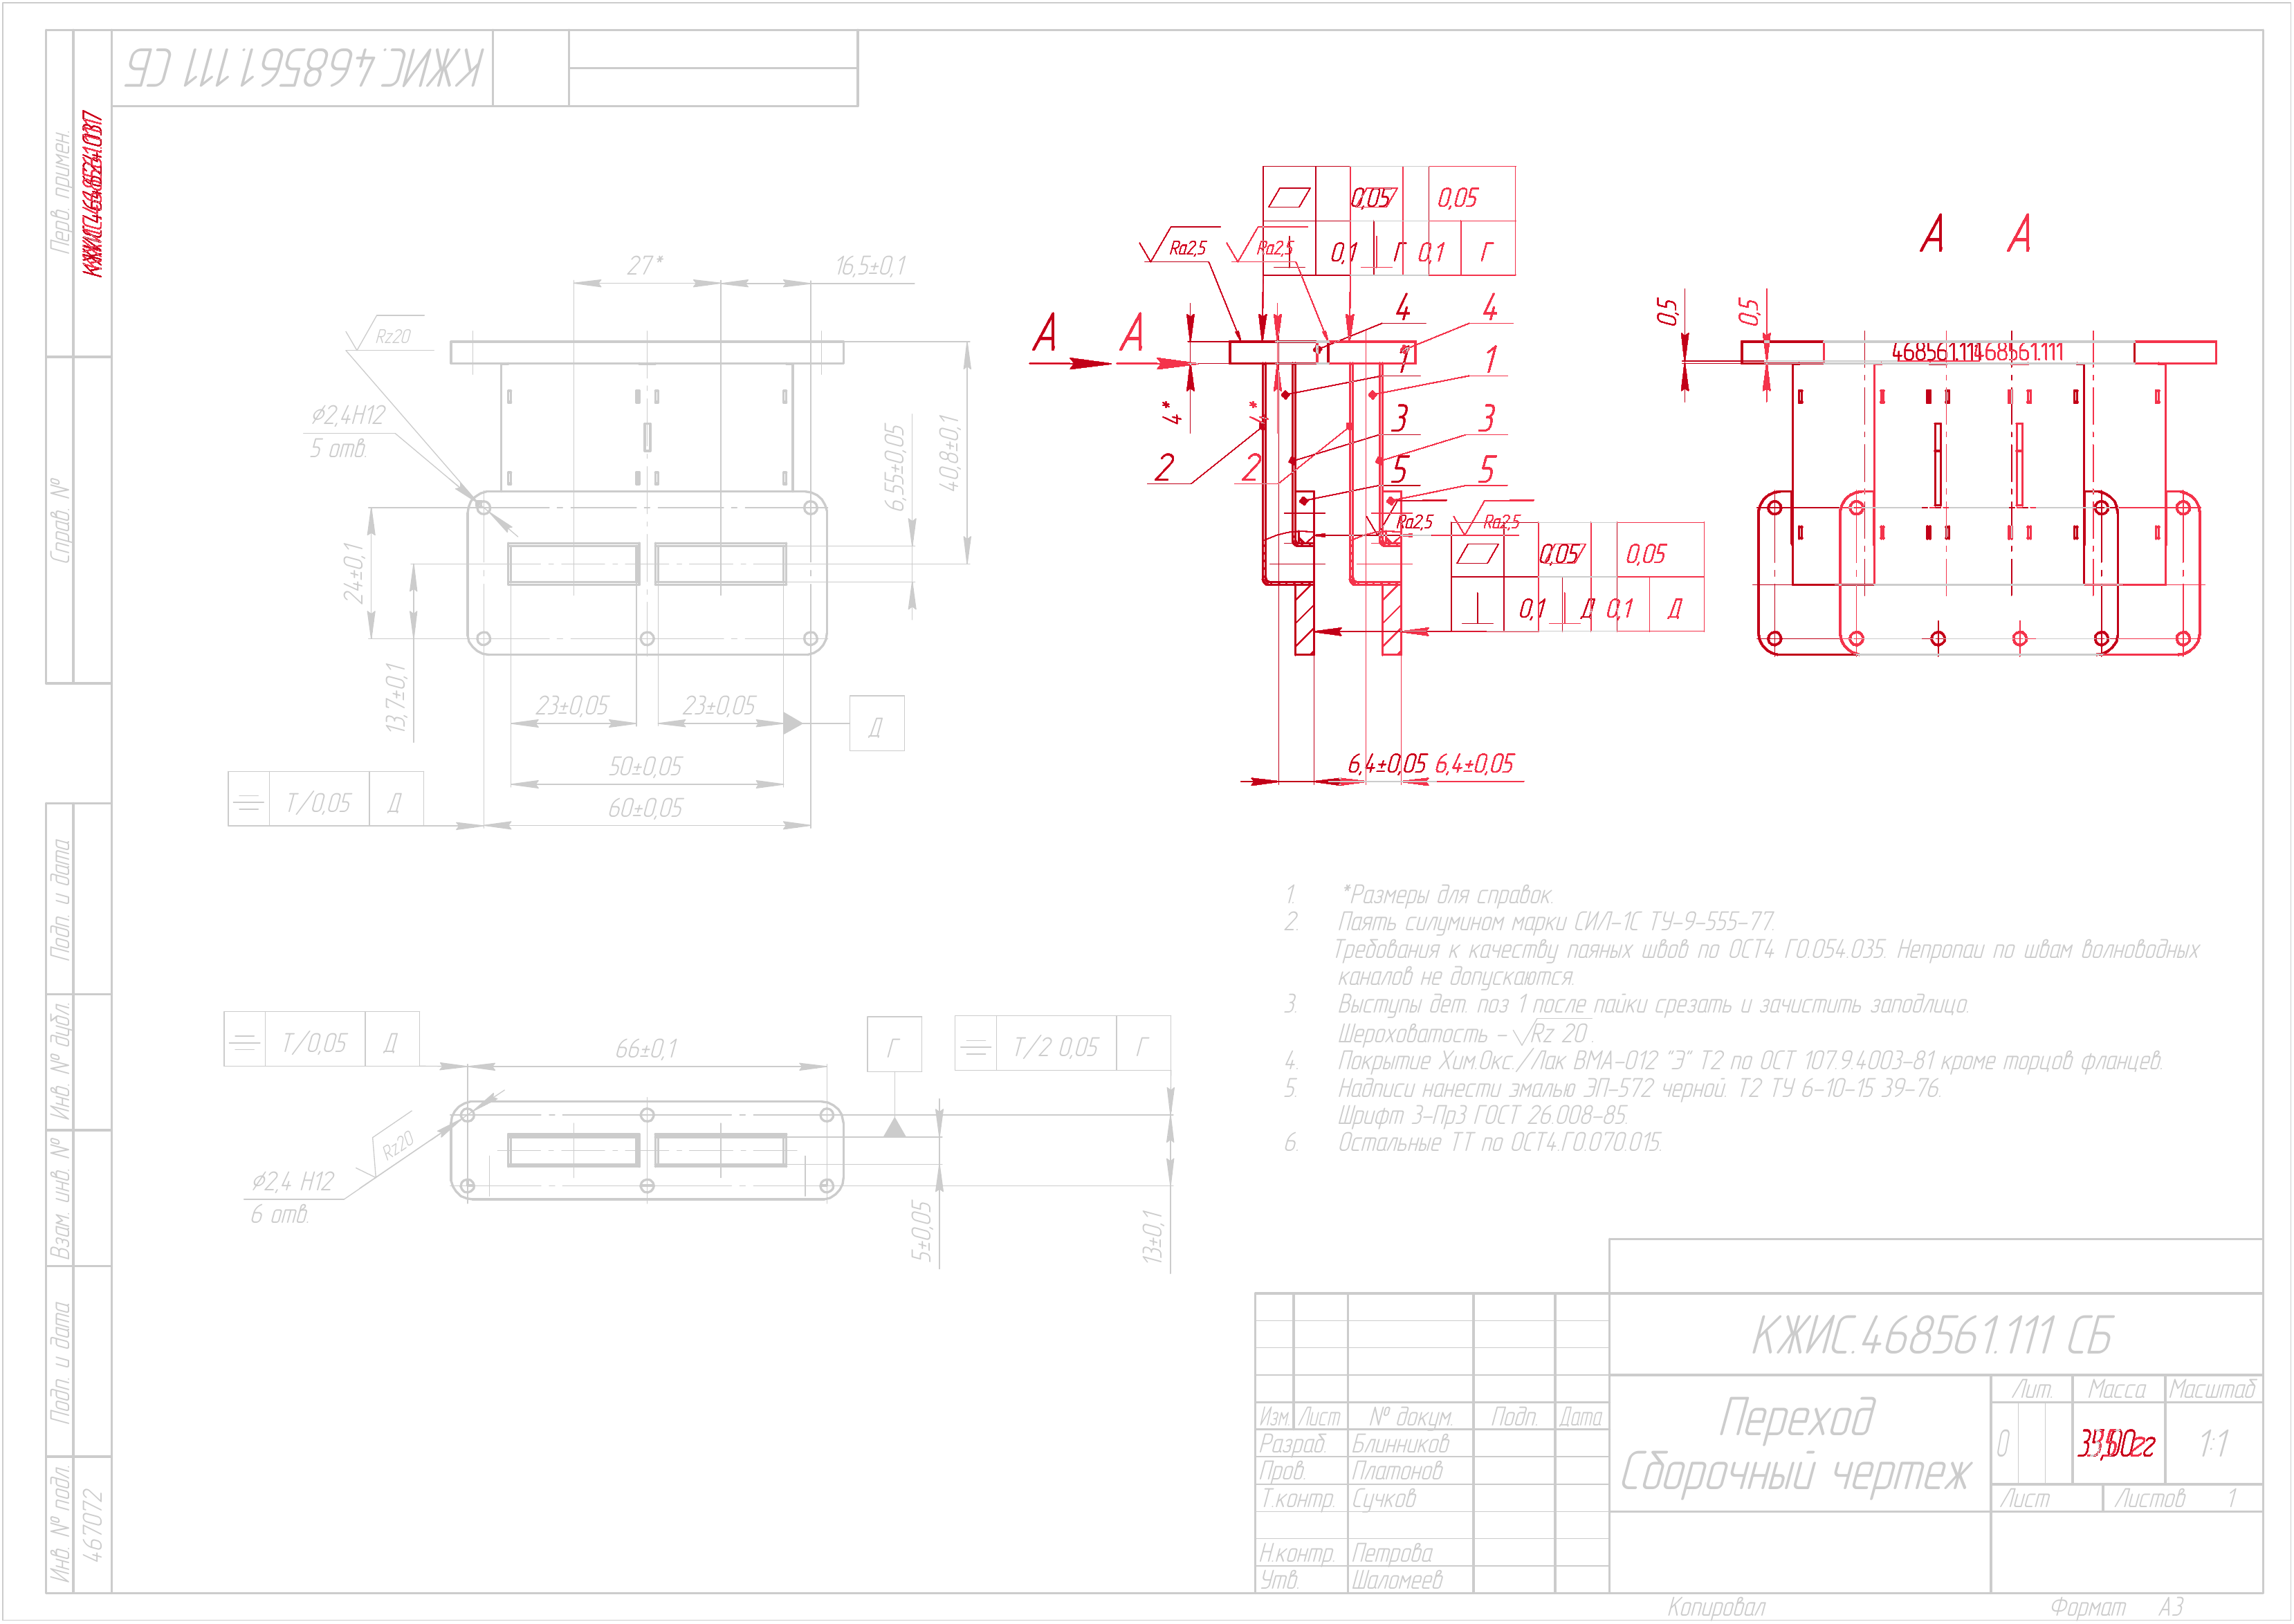 КЖИС.468561.111 СБ
Перв. примен.
Справ. №
Подп. и дата
Инв. № дубл.
Взам. инв. №
Подп. и дата
Инв. № подл.
467072
27*
16,5±0,1
Rz20
⌀2,4H12
5 отв.
24±0,1
13,7±0,1
6,55±0,05
40,8±0,1
23±0,05
23±0,05
Д
50±0,05
60±0,05
Т/0,05 Д
0,05
0,05
0,1 Г
0,1 Г
Ra2,5
Ra2,5
А
А
4
4
1
1
4*
4*
3
3
2
2
5
5
Ra2,5
Ra2,5
0,05
0,05
0,1 Д
0,1 Д
6,4±0,05
6,4±0,05
А
А
0,5
0,5
468561.111
468561.111
Т/0,05 Д
66±0,1
Г
Т/2 0,05 Г
Rz20
⌀2,4 H12
6 отв.
5±0,05
13±0,1
1. *Размеры для справок.
2. Паять силумином марки СИЛ-1С ТУ-9-555-77.
Требования к качеству паяных швов по ОСТ4 ГО.054.035. Непропаи по швам волноводных
каналов не допускаются.
3. Выступы дет. поз 1 после пайки срезать и зачистить заподлицо.
Шероховатость - √Rz 20 .
4. Покрытие Хим.Окс./Лак ВМА-012 "Э" Т2 по ОСТ 107.9.4003-81 кроме торцов фланцев.
5. Надписи нанести эмалью ЭП-572 черной. Т2 ТУ 6-10-15 39-76.
Шрифт 3-Пр3 ГОСТ 26.008-85.
6. Остальные ТТ по ОСТ4.ГО.070.015.
КЖИС.468561.111 СБ
Переход
Сборочный чертеж
Лит. Масса Масштаб
0 1:1
Лист Листов 1
Изм. Лист № докум. Подп. Дата
Разраб. Блинников
Пров. Платонов
Т.контр. Сучков
Н.контр. Петрова
Утв. Шаломеев
Копировал Формат А3